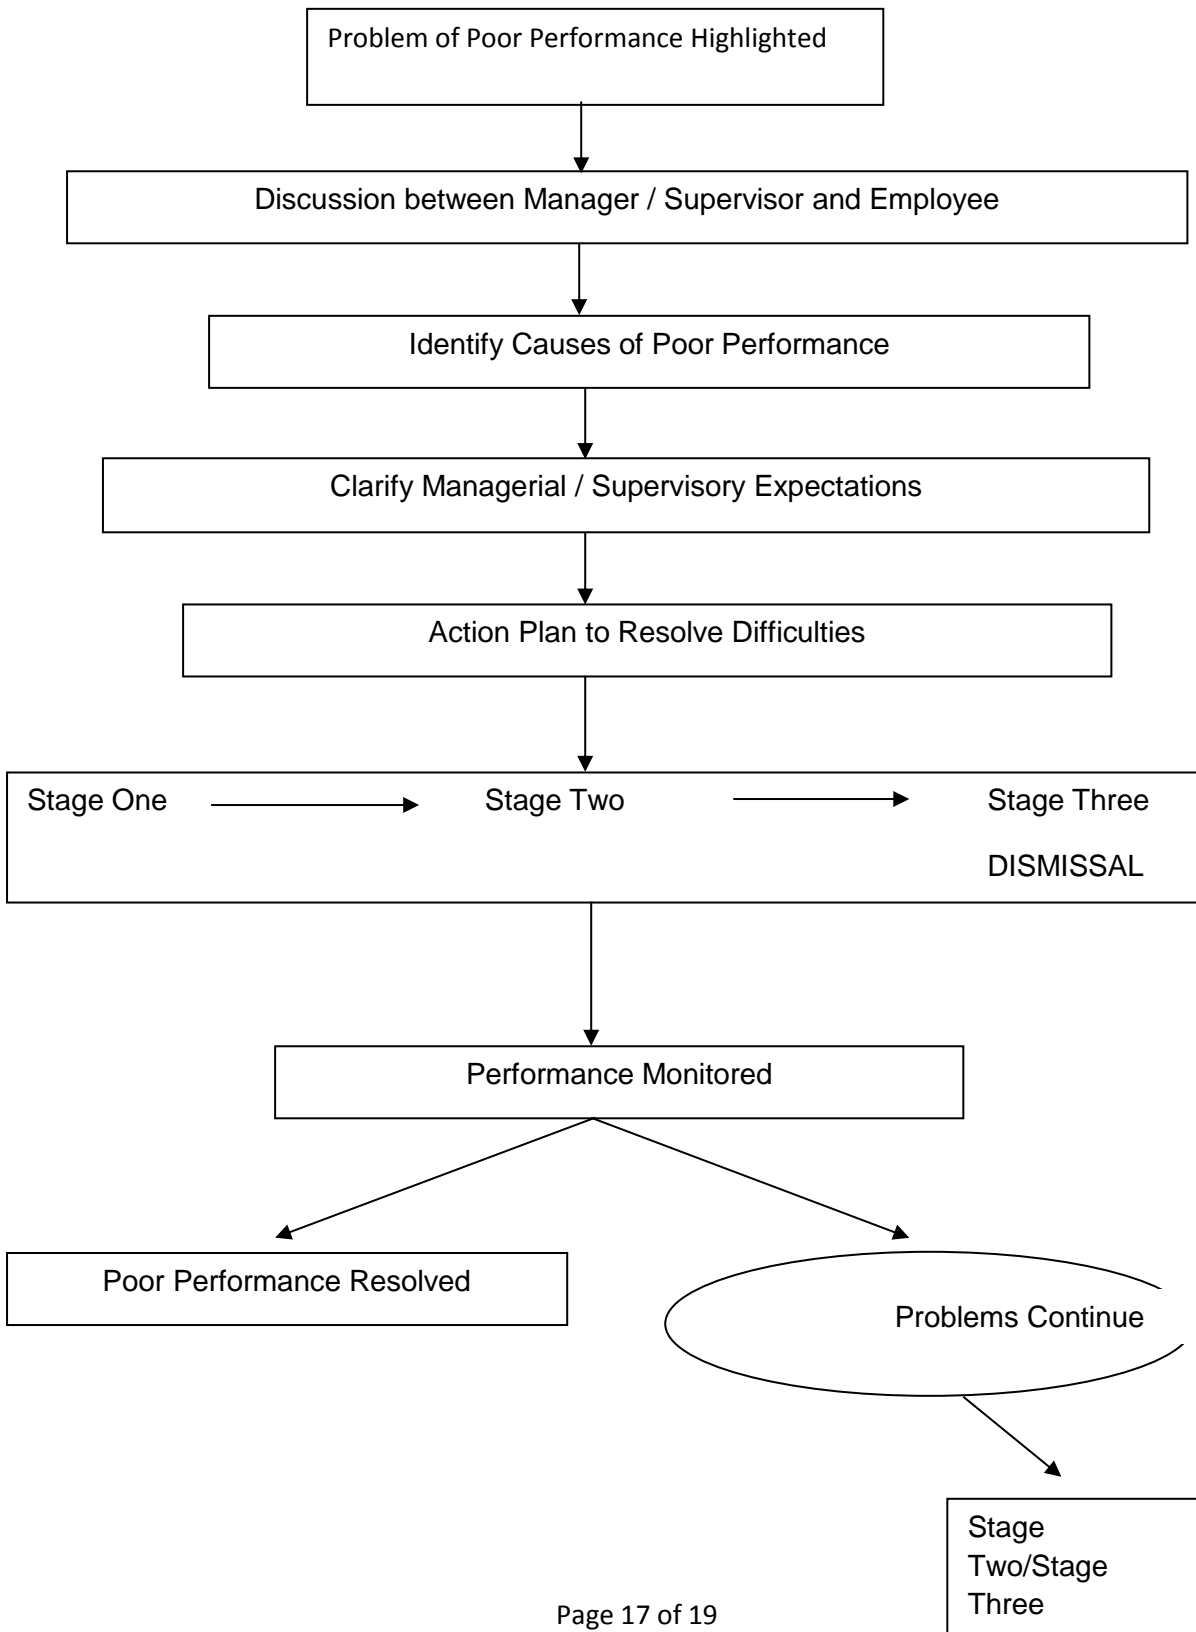 Problem of Poor Performance Highlighted
Discussion between Manager / Supervisor and Employee
Identify Causes of Poor Performance
Clarify Managerial / Supervisory Expectations
Action Plan to Resolve Difficulties
Stage One Stage Two Stage Three
DISMISSAL
Performance Monitored
Poor Performance Resolved
Problems Continue
Stage
Two/Stage
Three
Page 17 of 19